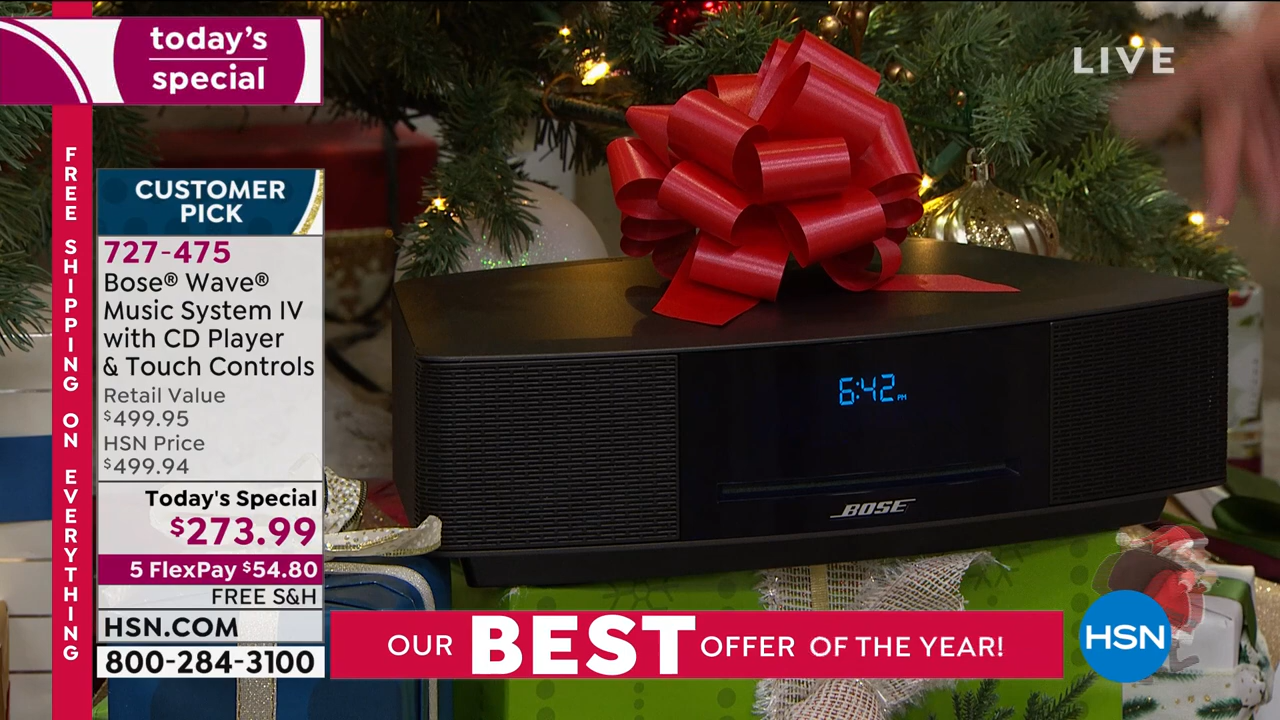 today's
special
LIVE
FREE SHIPPING ON EVERYTHING
CUSTOMER
PICK
727-475
Bose® Wave®
Music System IV
with CD Player
& Touch Controls
Retail Value
$499.95
HSN Price
$499.94
Today's Special
$273.99
5 FlexPay $54.80
FREE S&H
HSN.COM
800-284-3100
6:42 PM
BOSE
OUR BEST OFFER OF THE YEAR!
HSN